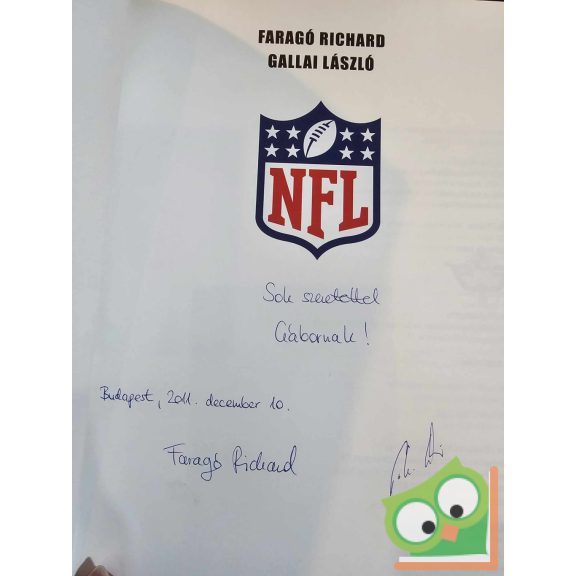 FARAGÓ RICHARD
GALLAI LÁSZLÓ
NFL
Sok szeretettel
Gábornak!
Budapest, 2011. december 10.
Faragó Richard